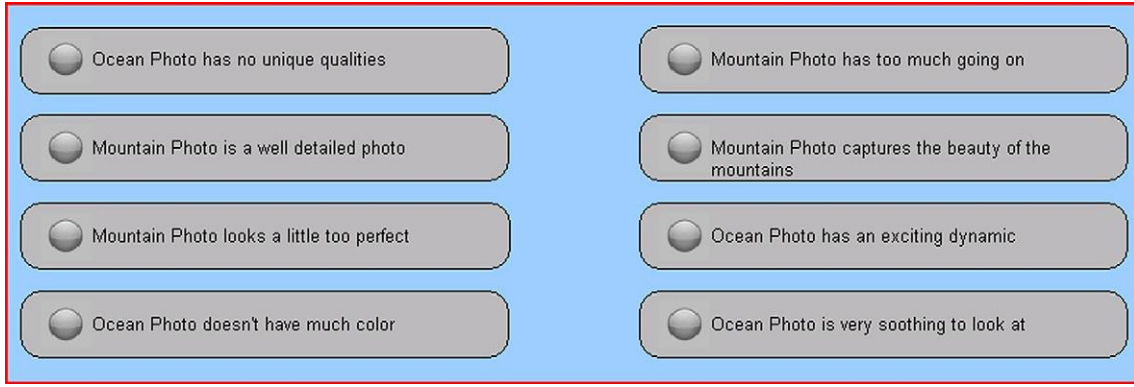 Ocean Photo has no unique qualities
Mountain Photo has too much going on
Mountain Photo is a well detailed photo
Mountain Photo captures the beauty of the
mountains
Mountain Photo looks a little too perfect
Ocean Photo has an exciting dynamic
Ocean Photo doesn't have much color
Ocean Photo is very soothing to look at